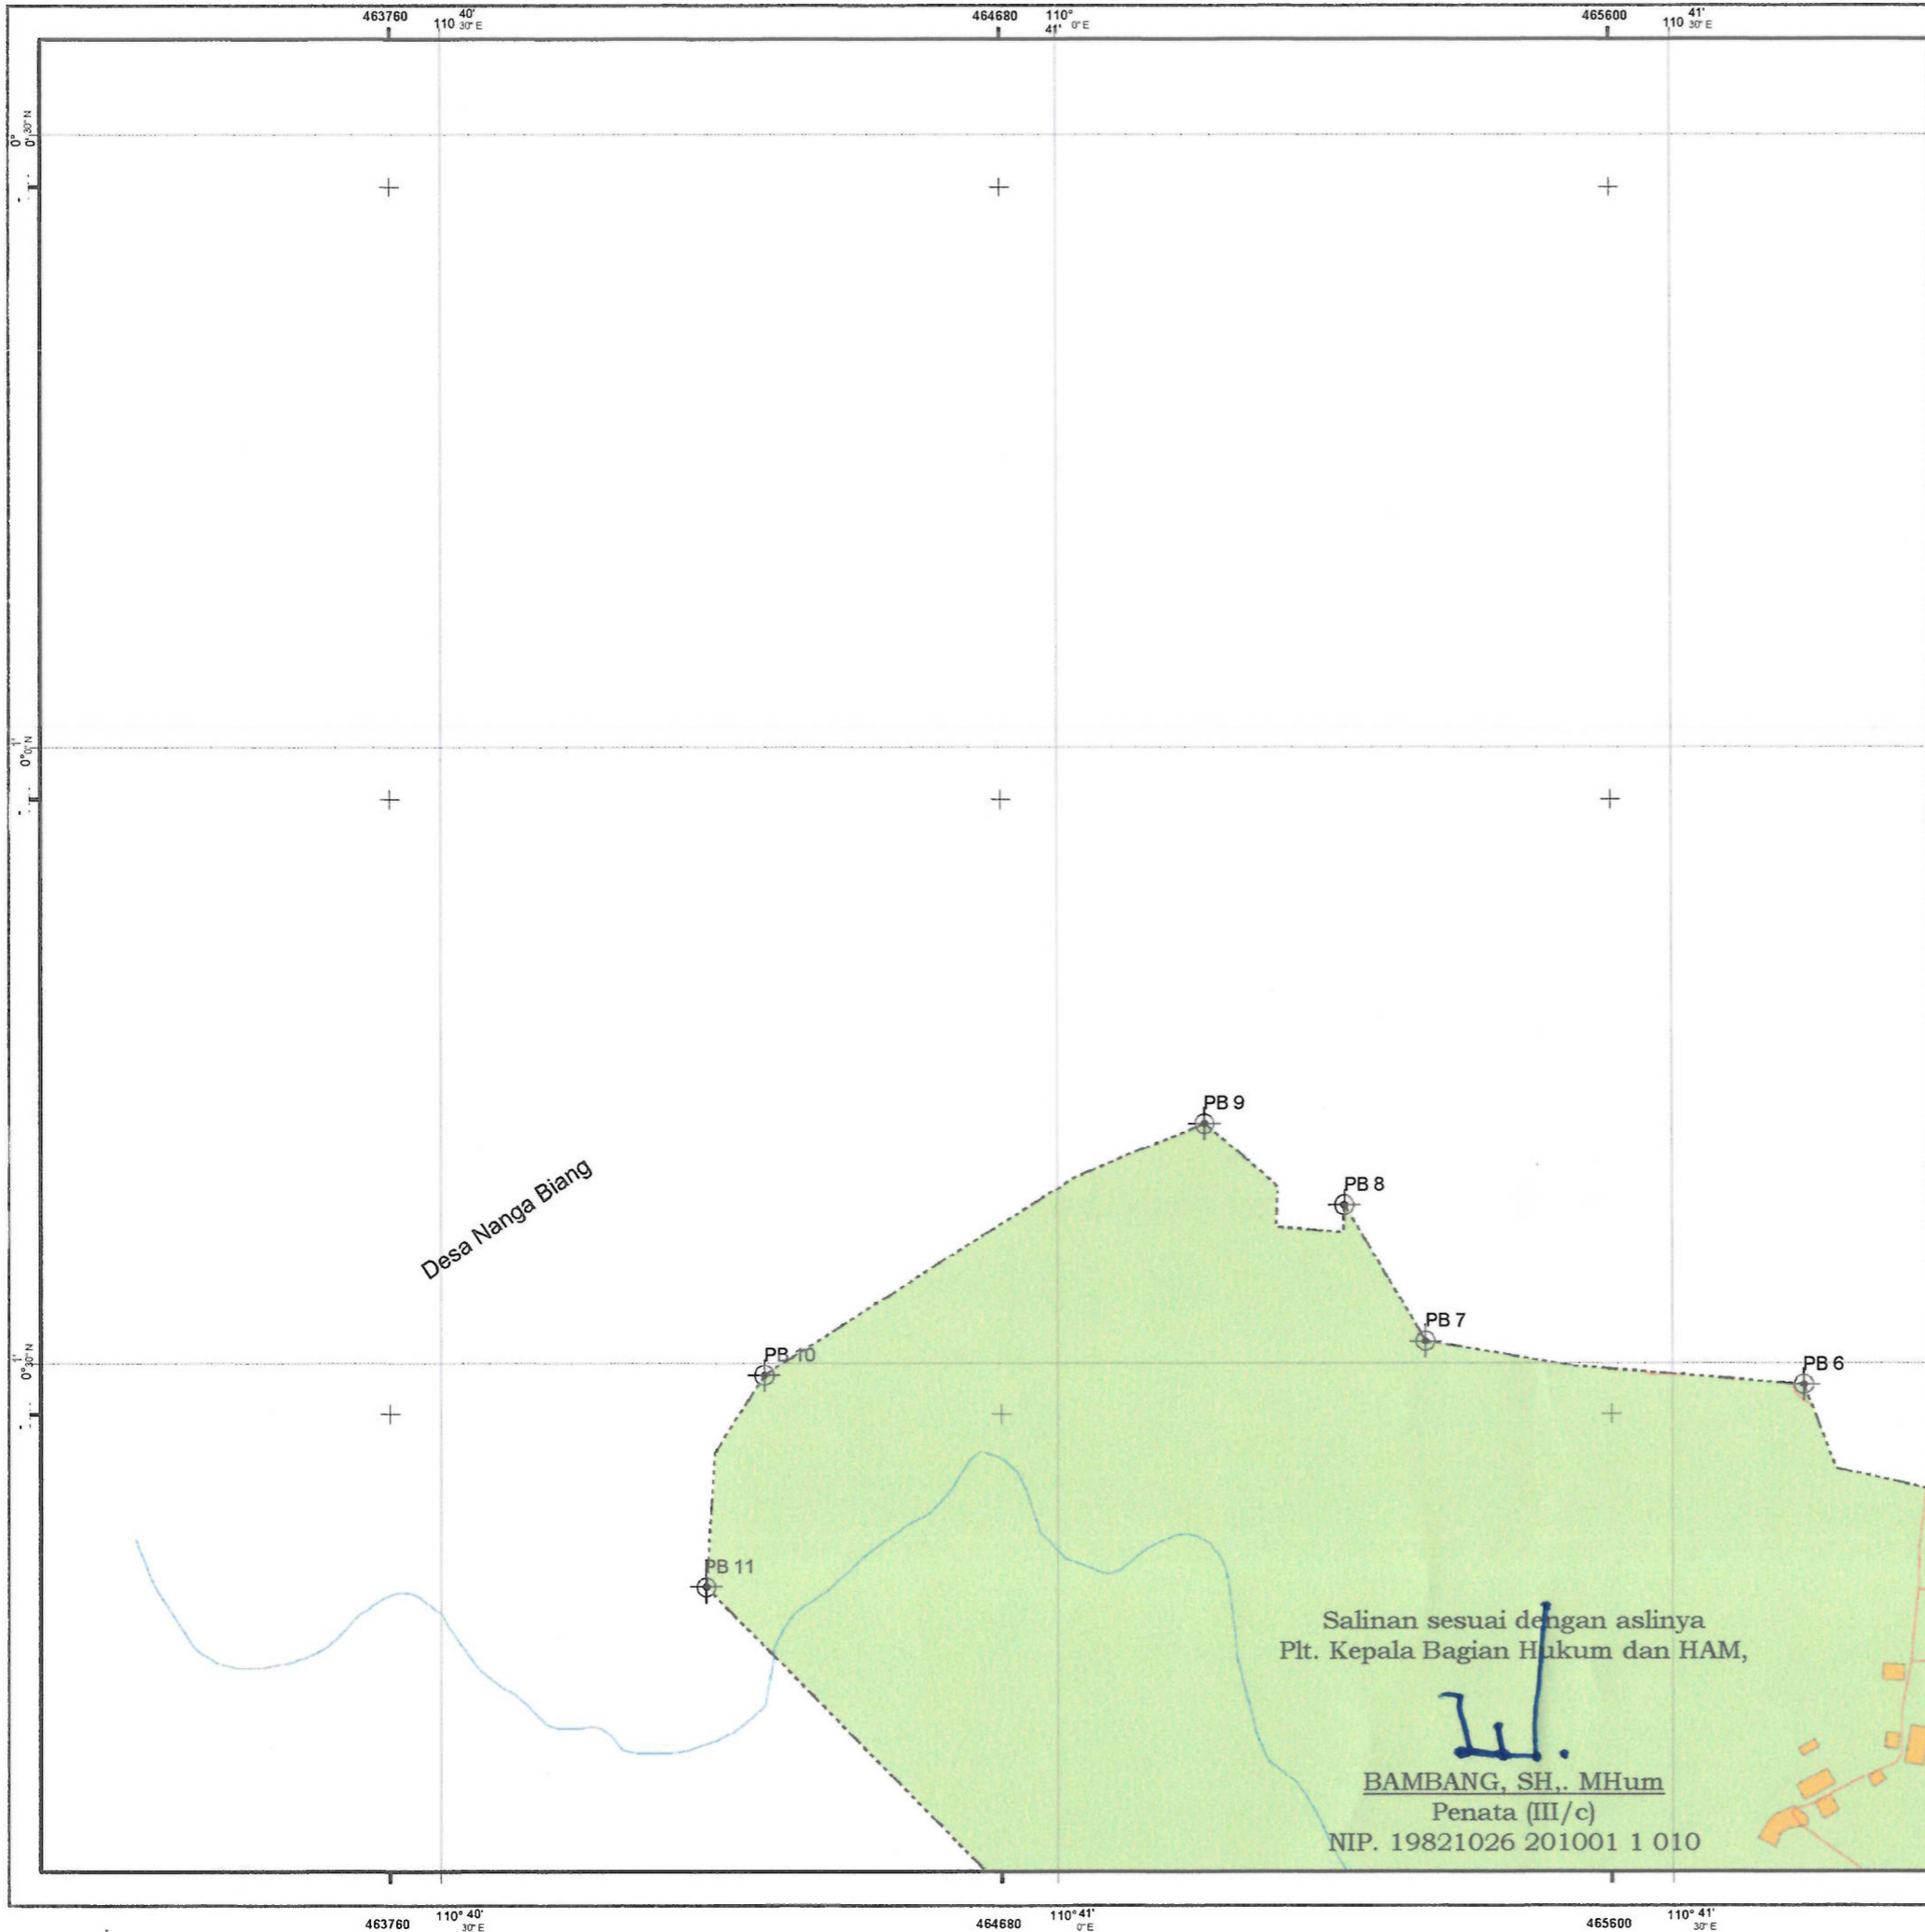 463760
40'
110 30" E
464680
110°
41' 0" E
465600
41'
110 30" E
0°
0' 30" N
1'
0° 0" N
1'
0° 30" N
PB 9
PB 8
Desa Nanga Biang
PB 7
PB 10
PB 6
PB 11
Salinan sesuai dengan aslinya
Plt. Kepala Bagian Hukum dan HAM,
BAMBANG, SH,. MHum
Penata (III/c)
NIP. 19821026 201001 1 010
463760
110° 40'
30" E
464680
110° 41'
0" E
465600
110° 41'
30" E